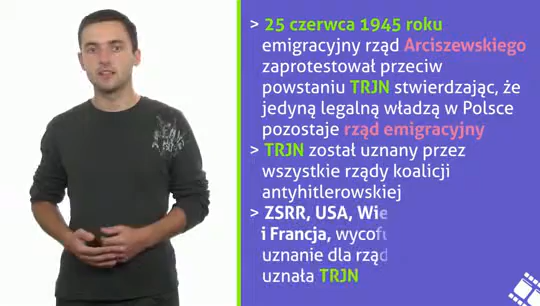 > 25 czerwca 1945 roku
emigracyjny rząd Arciszewskiego
zaprotestował przeciw
powstaniu TRJN stwierdzając, że
jedyną legalną władzą w Polsce
pozostaje rząd emigracyjny
> TRJN został uznany przez
wszystkie rządy koalicji
antyhitlerowskiej
> ZSRR, USA, Wie
i Francja, wycofu
uznanie dla rząd
uznała TRJN